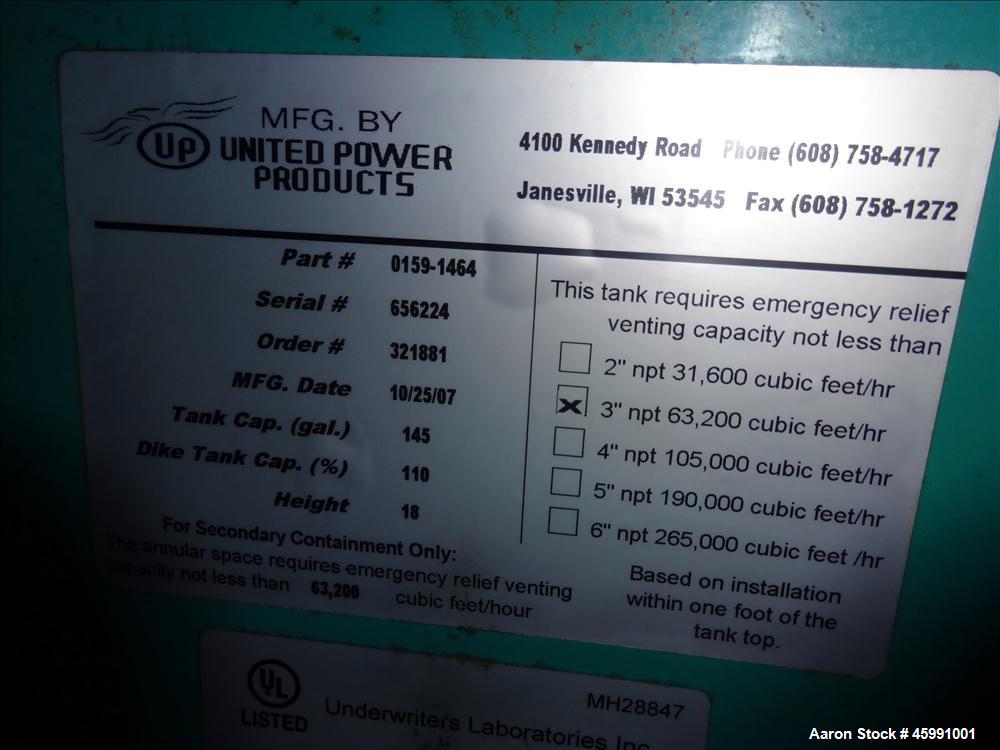 UP
MFG. BY
UNITED POWER
PRODUCTS
4100 Kennedy Road Phone (608) 758-4717
Janesville, WI 53545 Fax (608) 758-1272
Part # 0159-1464
Serial # 656224
Order # 321881
MFG. Date 10/25/07
Tank Cap. (gal.) 145
Dike Tank Cap. (%) 110
Height 18
For Secondary Containment Only:
The annular space requires emergency relief venting
capacity not less than 63,200 cubic feet/hour
This tank requires emergency relief
venting capacity not less than
2" npt 31,600 cubic feet/hr
x 3" npt 63,200 cubic feet/hr
4" npt 105,000 cubic feet/hr
5" npt 190,000 cubic feet/hr
6" npt 265,000 cubic feet /hr
Based on installation
within one foot of the
tank top.
UL
LISTED
MH28847
Underwriters Laboratories Inc.
Aaron Stock # 45991001